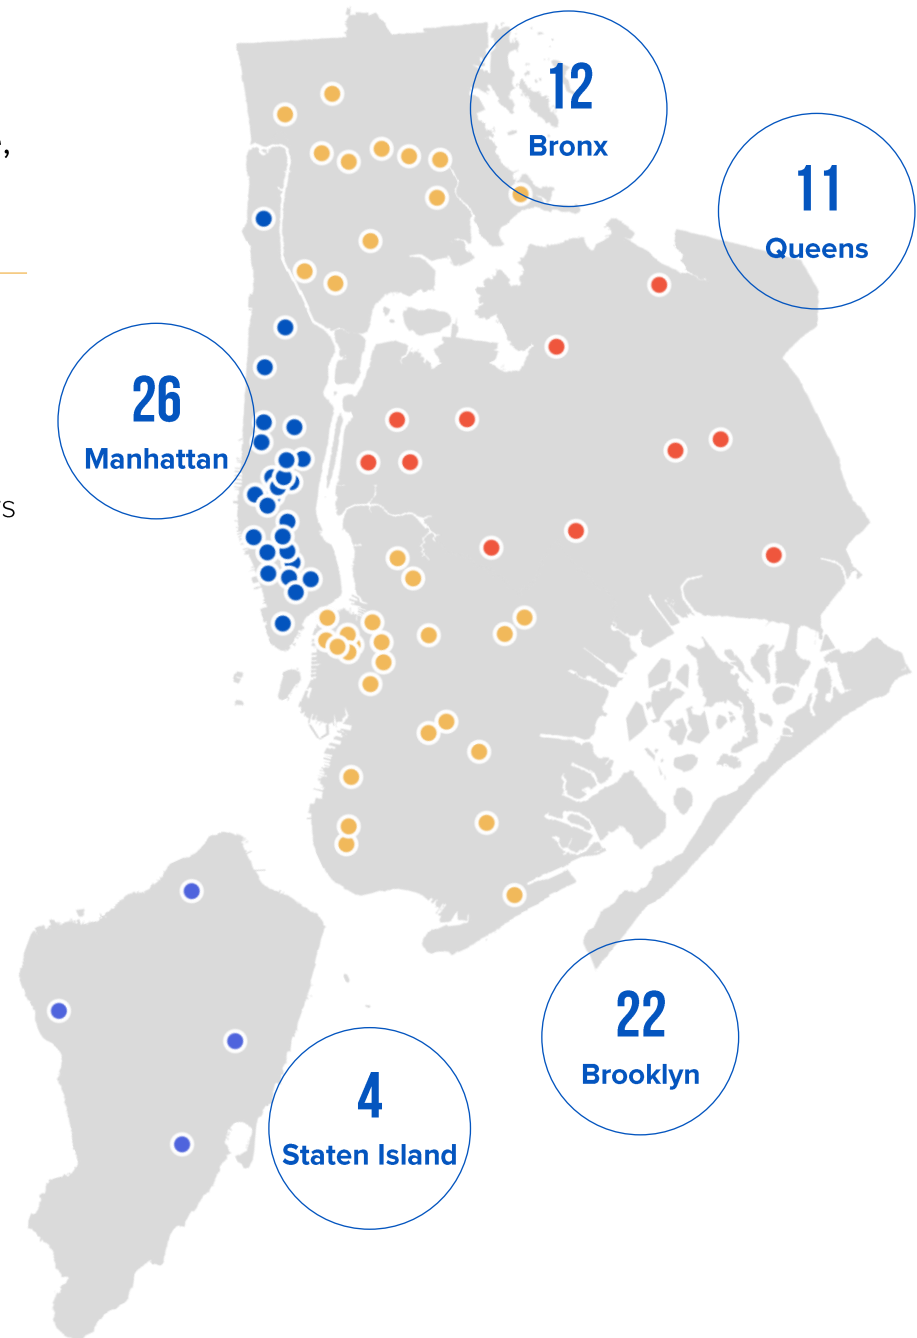 12
Bronx
,
11
Queens
26
Manhattan
s
22
Brooklyn
4
Staten Island